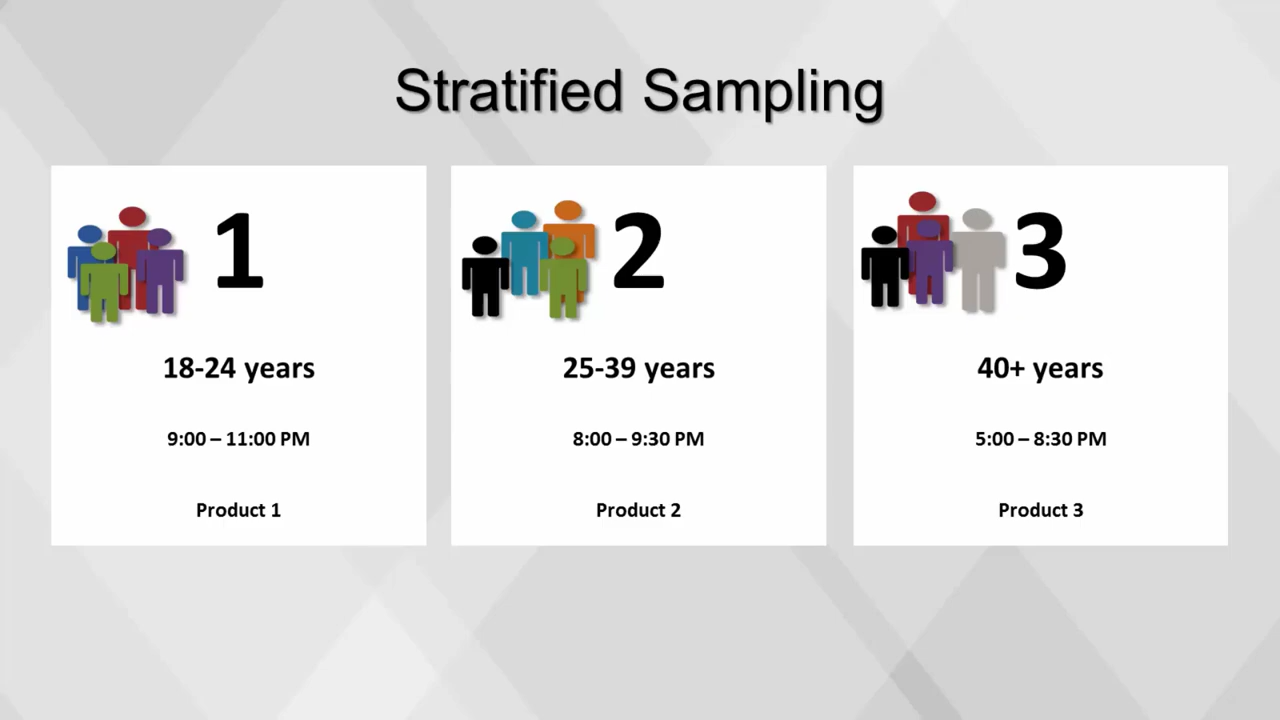 Stratified Sampling
1
18-24 years
9:00 – 11:00 PM
Product 1
2
25-39 years
8:00 – 9:30 PM
Product 2
3
40+ years
5:00 – 8:30 PM
Product 3